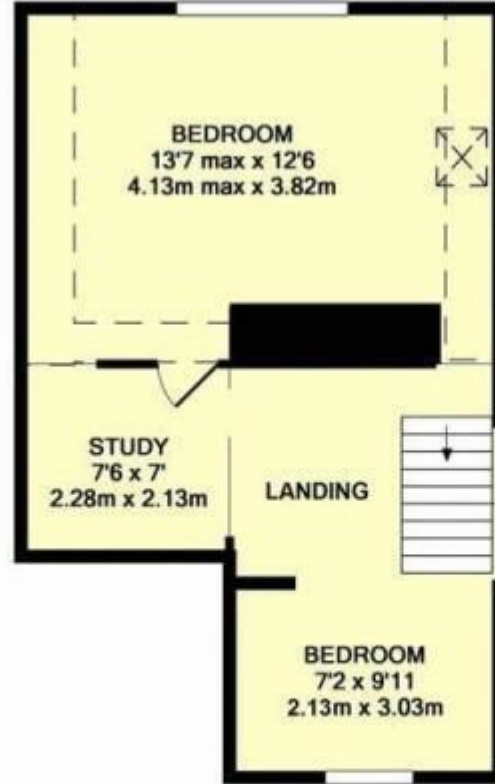 BEDROOM
13'7 max x 12'6
4.13m max x 3.82m
STUDY
7'6 x 7'
2.28m x 2.13m
LANDING
BEDROOM
7'2 x 9'11
2.13m x 3.03m